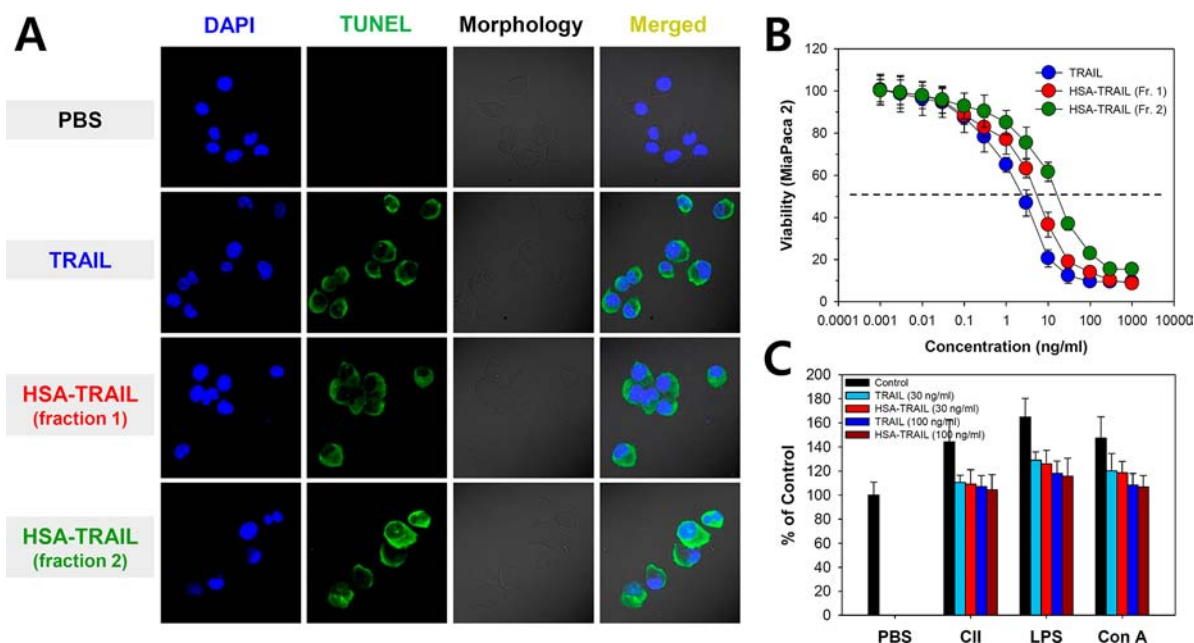 A
DAPI
TUNEL
Morphology
Merged
PBS
TRAIL
HSA-TRAIL
(fraction 1)
HSA-TRAIL
(fraction 2)
B
120
100
80
60
40
20
0
Viability (MiaPaca 2)
TRAIL
HSA-TRAIL (Fr. 1)
HSA-TRAIL (Fr. 2)
0.0001 0.001 0.01 0.1 1 10 100 1000 10000
Concentration (ng/ml)
C
200
180
160
140
120
100
80
60
40
20
0
% of Control
Control
TRAIL (30 ng/ml)
HSA-TRAIL (30 ng/ml)
TRAIL (100 ng/ml)
HSA-TRAIL (100 ng/ml)
PBS CII LPS Con A